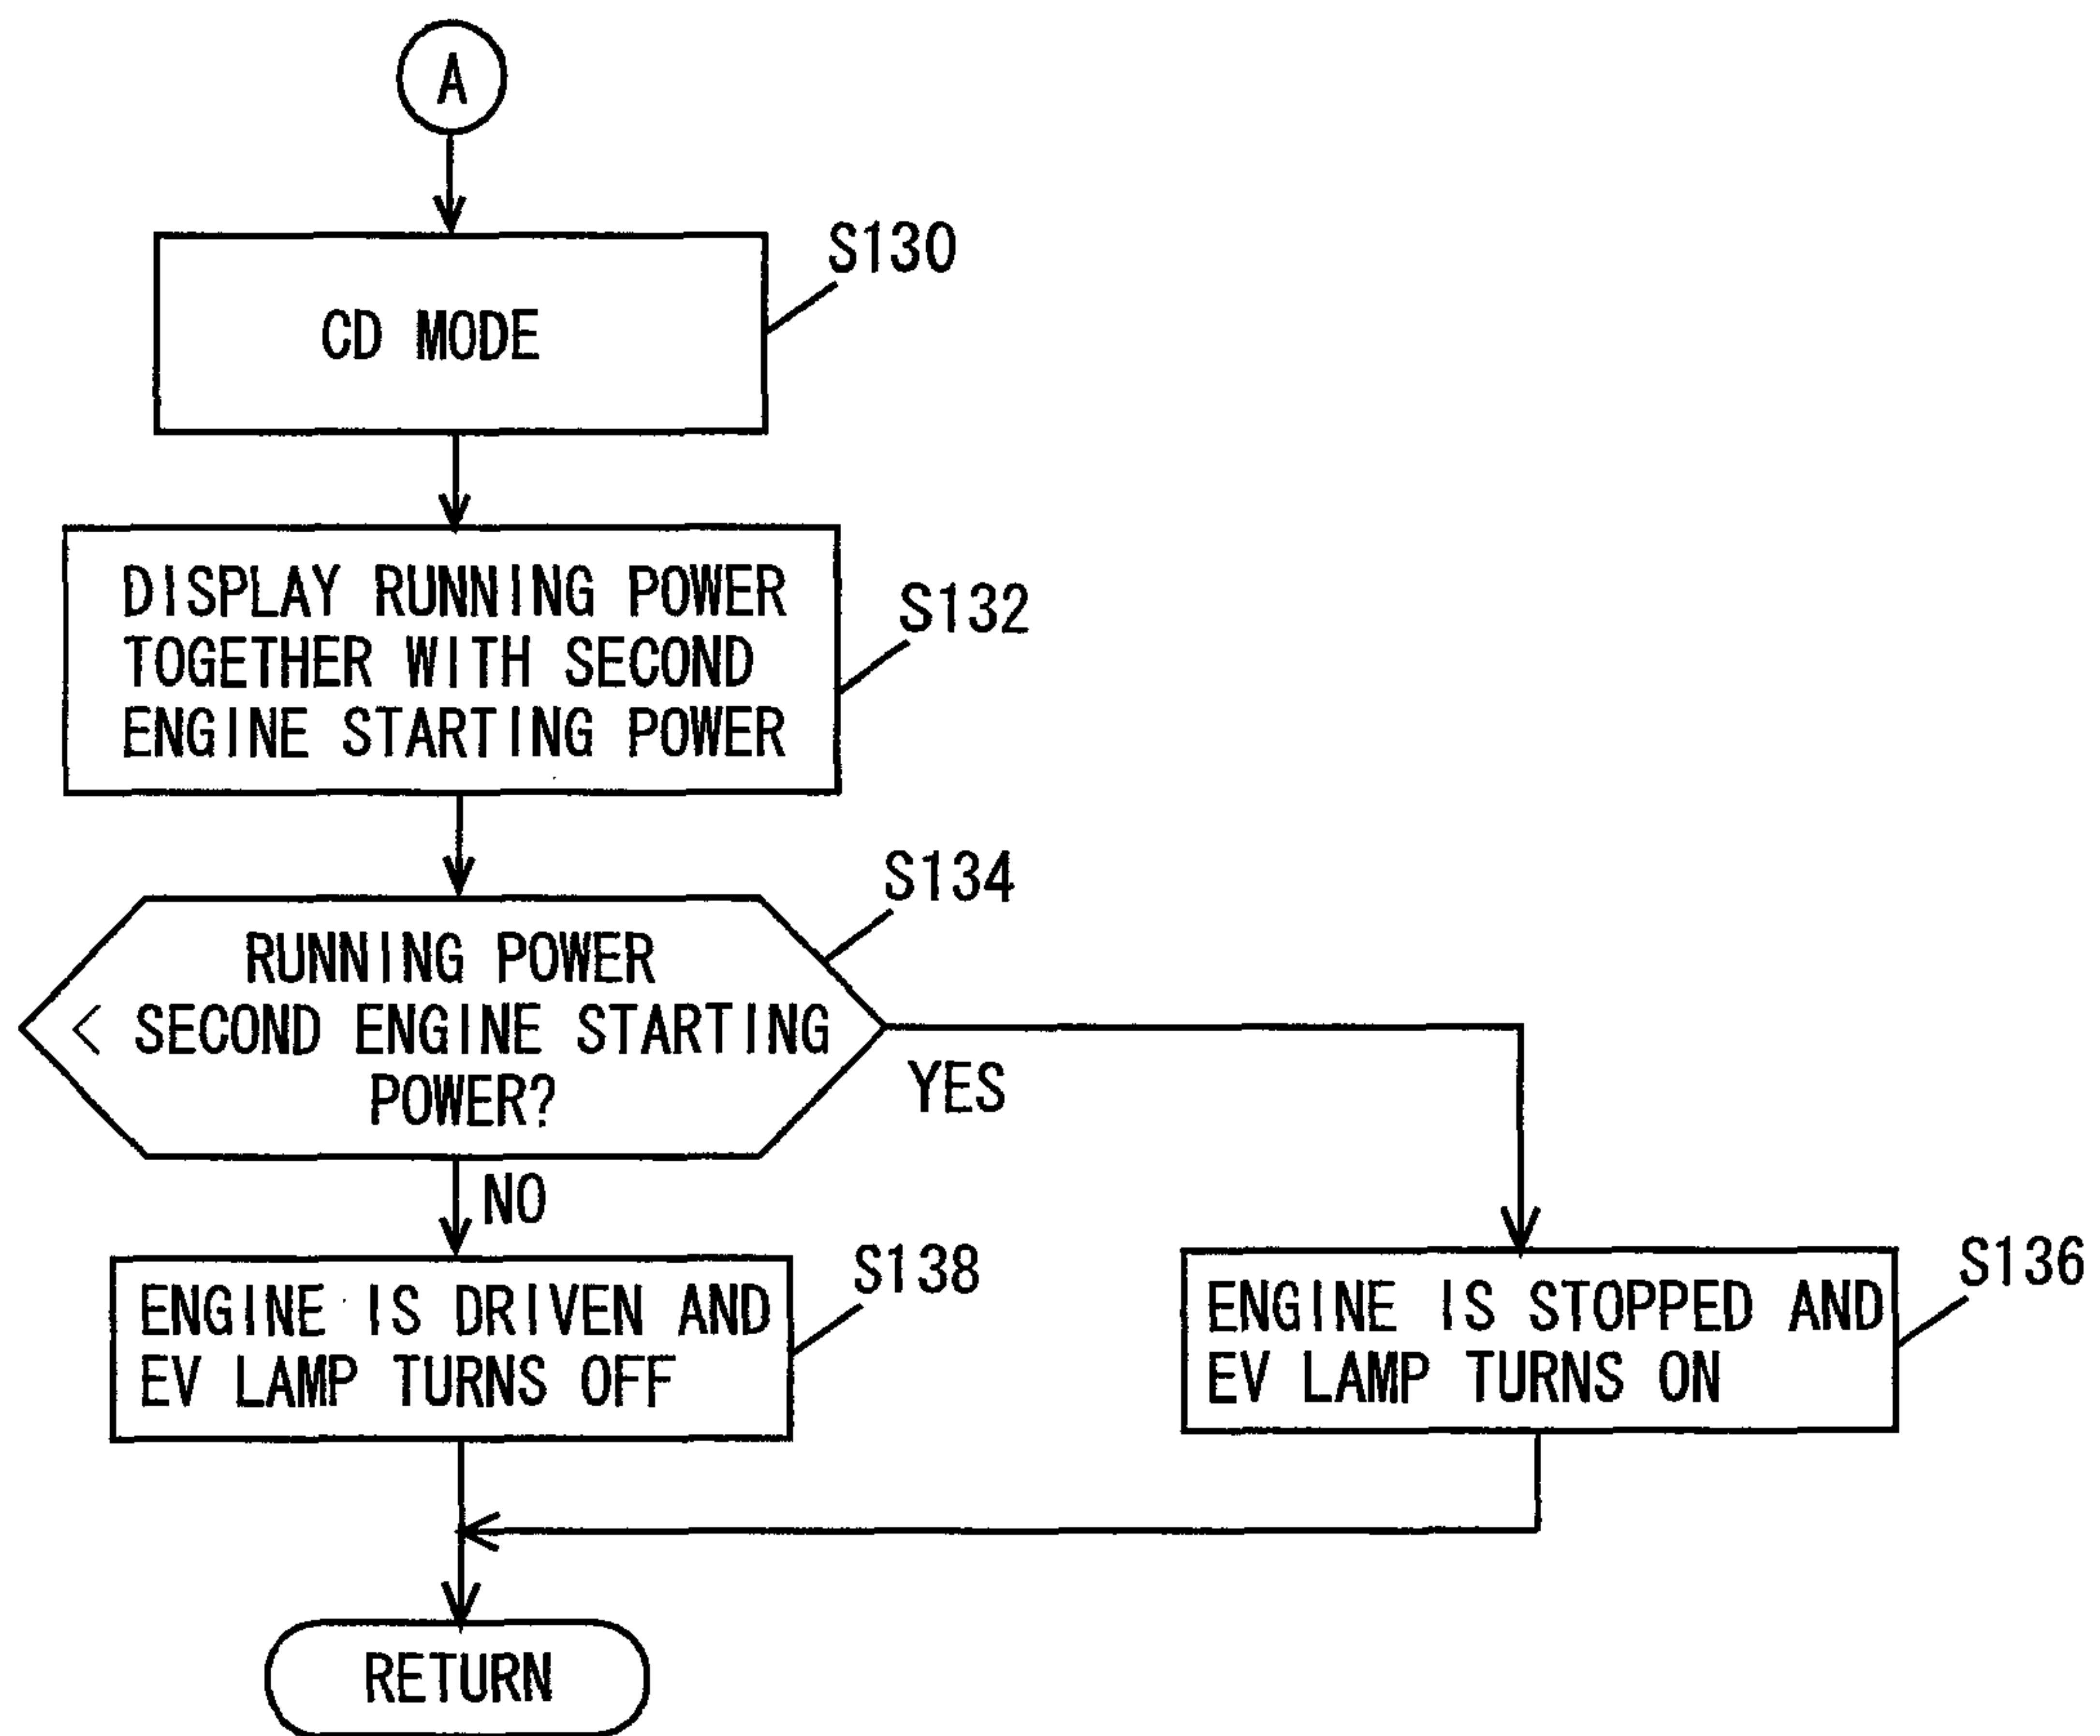 A
S130
CD MODE
DISPLAY RUNNING POWER
TOGETHER WITH SECOND
ENGINE STARTING POWER
S132
S134
RUNNING POWER
< SECOND ENGINE STARTING
POWER?
YES
NO
S138
ENGINE IS DRIVEN AND
EV LAMP TURNS OFF
S136
ENGINE IS STOPPED AND
EV LAMP TURNS ON
RETURN